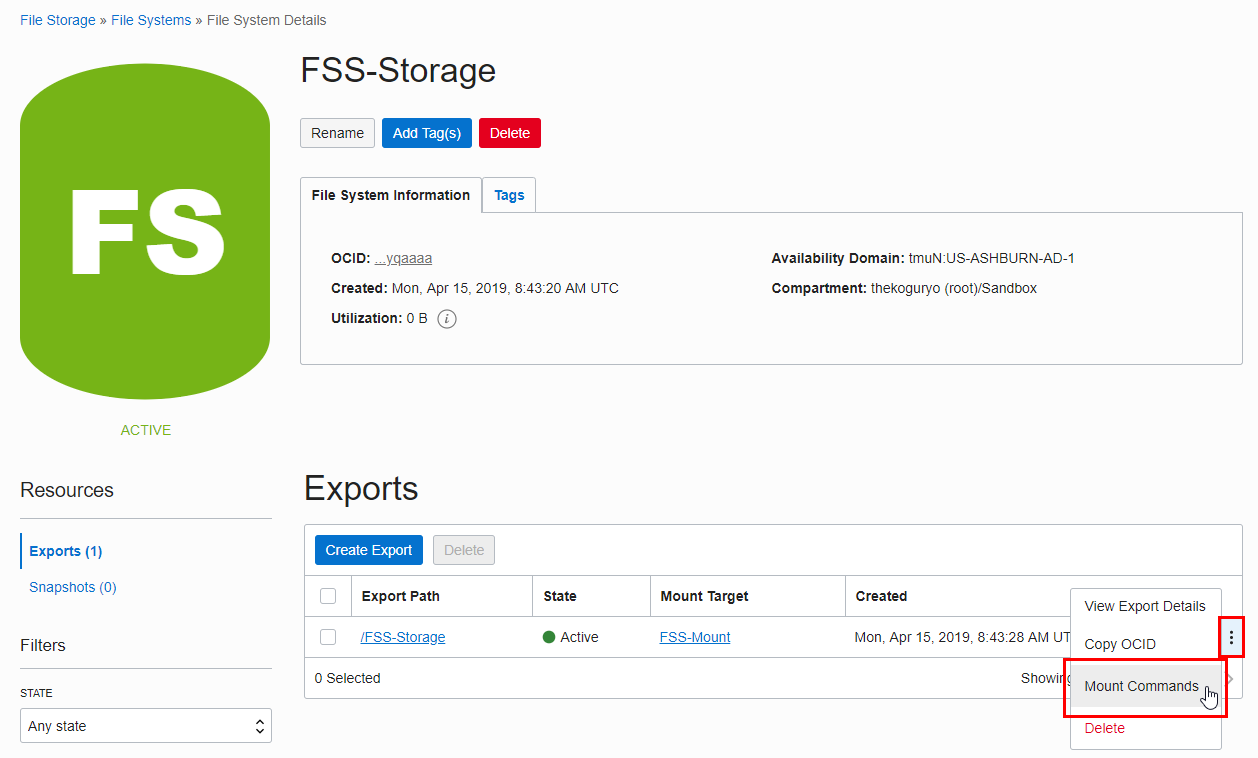 File Storage » File Systems » File System Details
FS
ACTIVE
FSS-Storage
Rename Add Tag(s) Delete
File System Information Tags
OCID: ...yqaaaa
Created: Mon, Apr 15, 2019, 8:43:20 AM UTC
Utilization: 0 B i
Availability Domain: tmuN:US-ASHBURN-AD-1
Compartment: thekoguryo (root)/Sandbox
Resources
Exports (1)
Snapshots (0)
Filters
STATE
Any state
Exports
Create Export Delete
Export Path State Mount Target Created
/FSS-Storage Active FSS-Mount Mon, Apr 15, 2019, 8:43:28 AM UT
0 Selected Showing
View Export Details
Copy OCID
Mount Commands
Delete